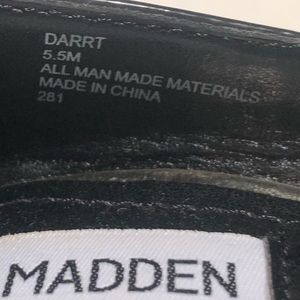 DARRT
5.5M
ALL MAN MADE MATERIALS
MADE IN CHINA
281
MADDEN